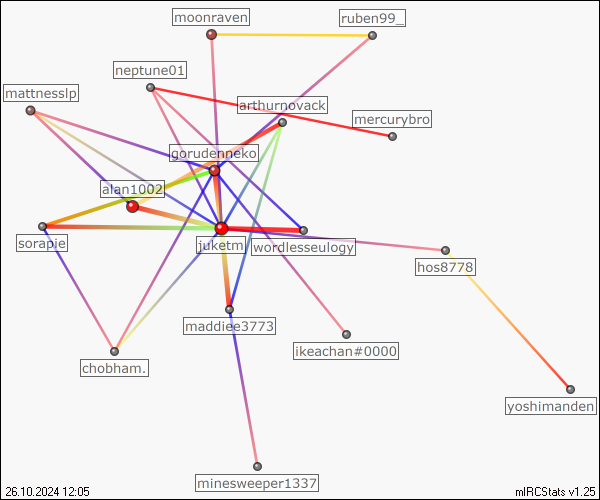 moonraven
ruben99_
neptune01
mattnesslp
arthurnovack
mercurybro
gorudenneko
alan1002
sorapie
juketm.
wordlesseulogy
hos8778
maddiee3773
ikeachan#0000
chobham.
yoshimanden
minesweeper1337
26.10.2024 12:05
mIRCStats v1.25